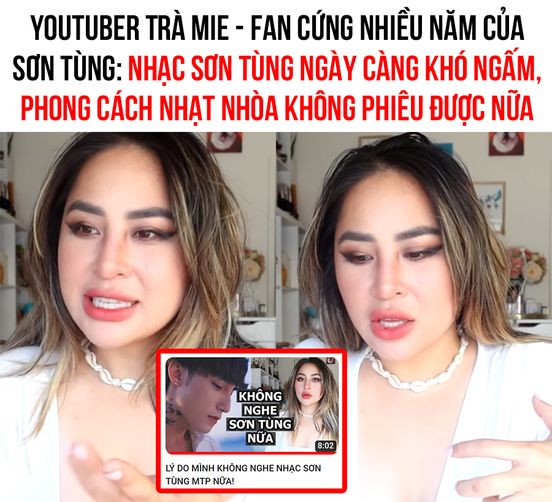 YOUTUBER TRÀ MIE - FAN CỨNG NHIỀU NĂM CỦA
SƠN TÙNG: NHẠC SƠN TÙNG NGÀY CÀNG KHÓ NGẤM,
PHONG CÁCH NHẠT NHÒA KHÔNG PHIÊU ĐƯỢC NỮA
KHÔNG
NGHE
SƠN TÙNG
NỮA
8:02
LÝ DO MÌNH KHÔNG NGHE NHẠC SƠN
TÙNG MTP NỮA!